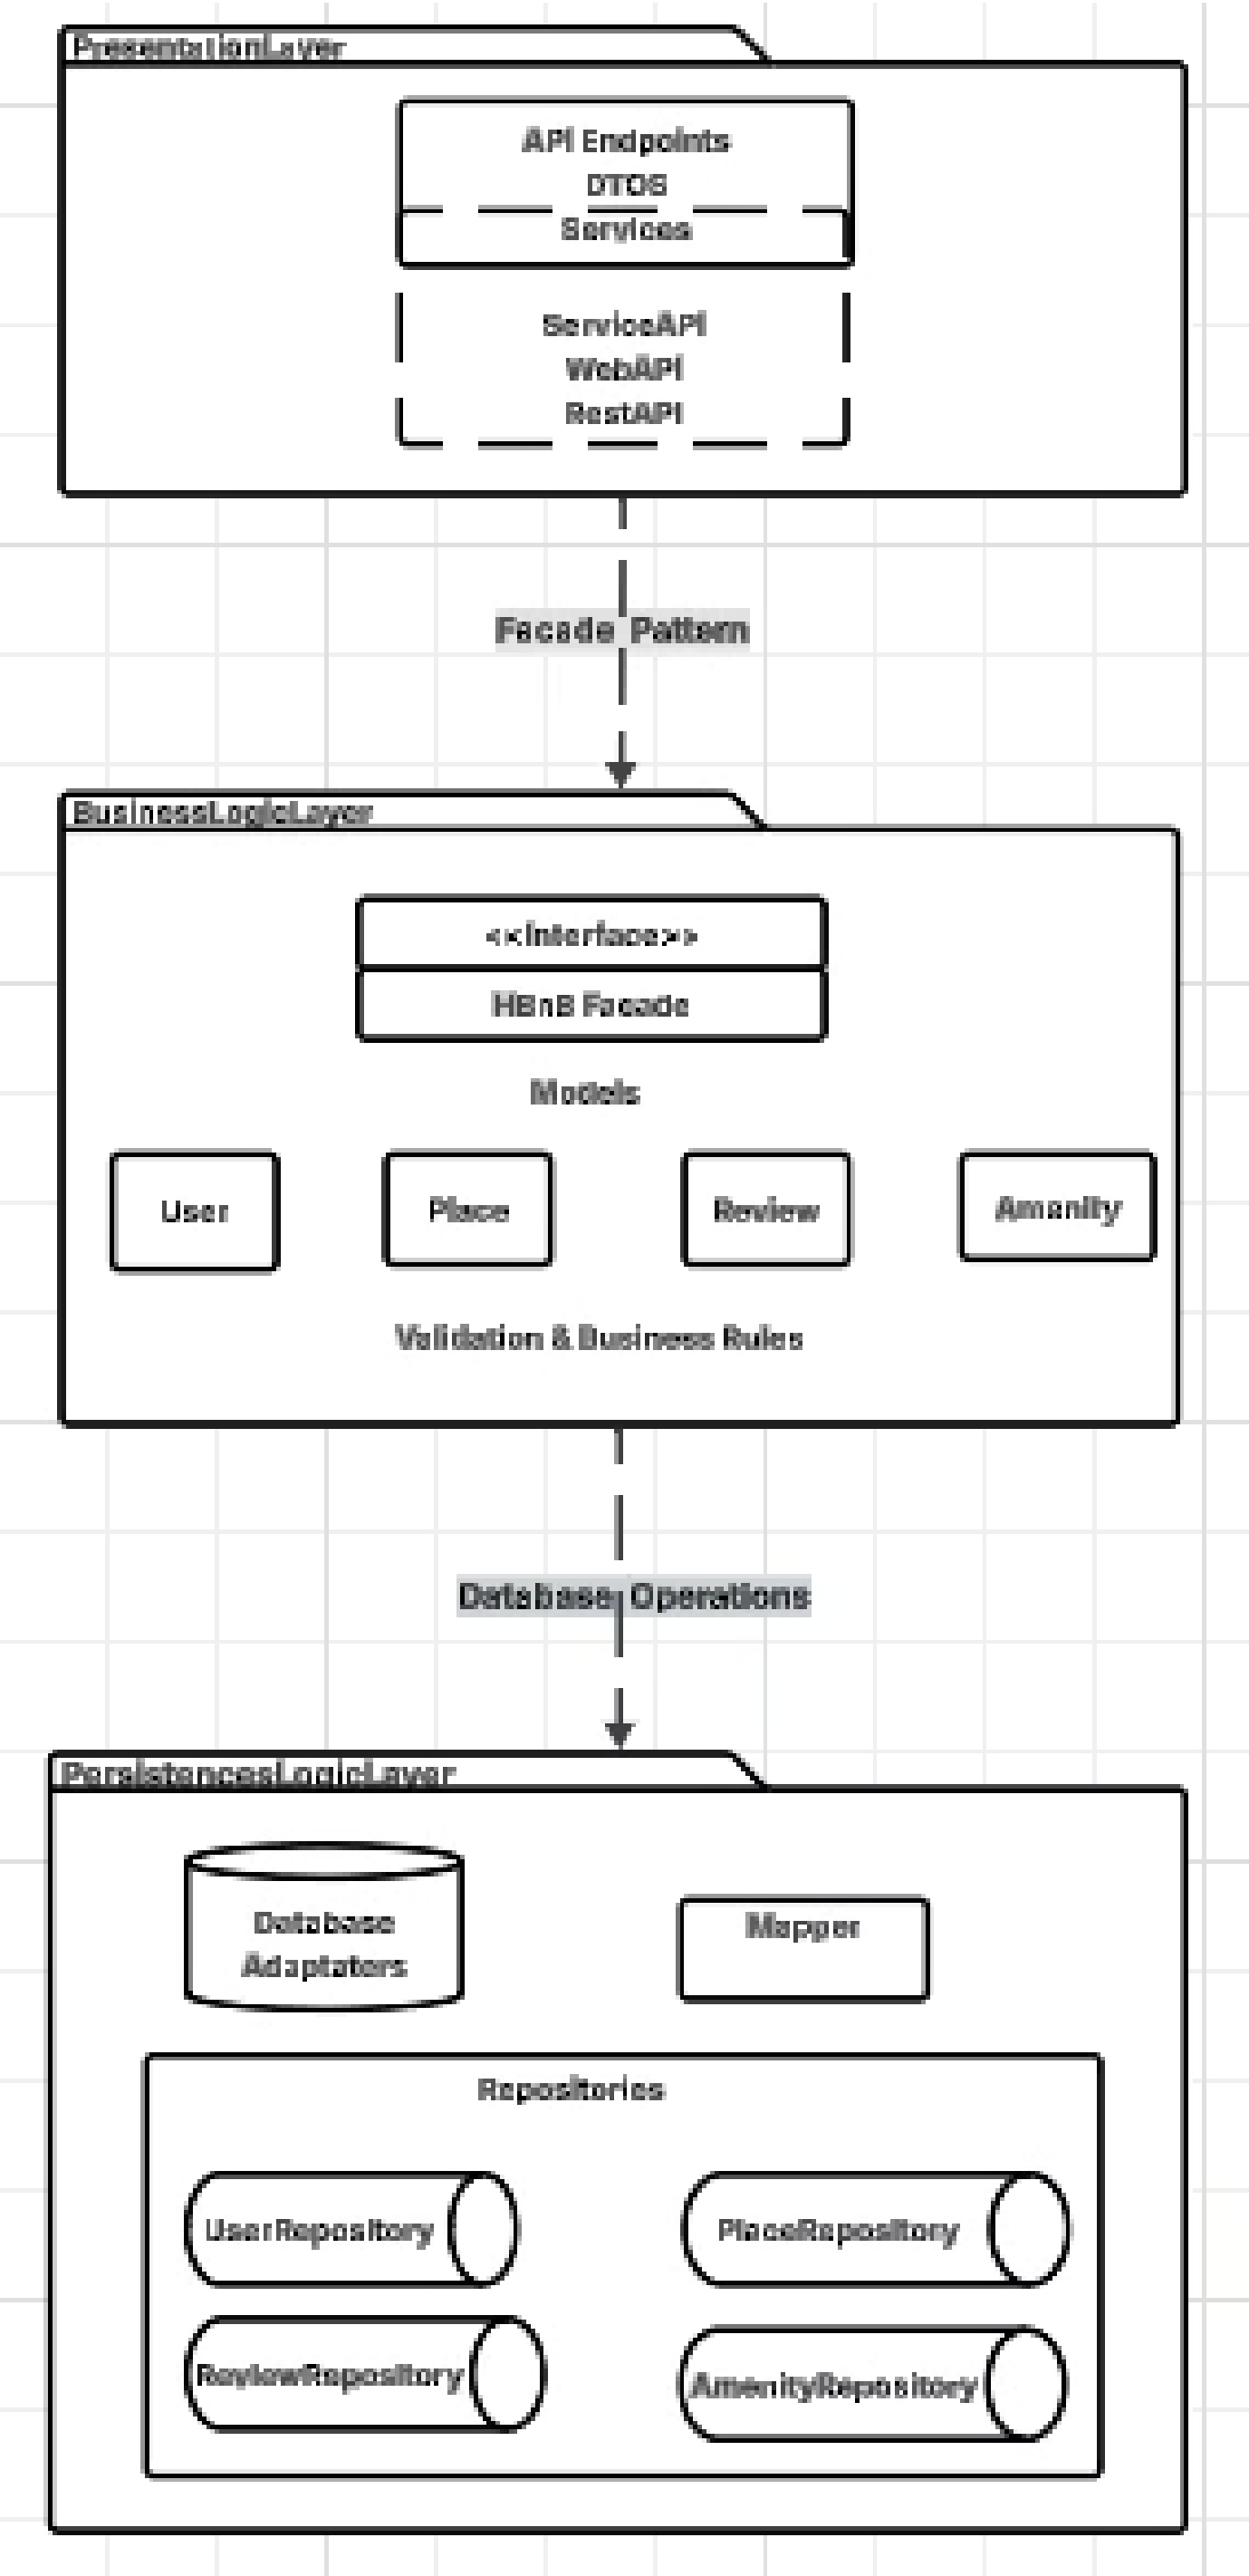 PresentationLayer
API Endpoints
DTOS
Services
ServiceAPI
WebAPI
RestAPI
Facade Pattern
BusinessLogicLayer
<<Interface>>
HBnB Facade
Models
User
Place
Review
Amenity
Validation & Business Rules
Database Operations
PersistencesLogicLayer
Database
Adaptaters
Mapper
Repositories
UserRepository
PlaceRepository
ReviewRepository
AmenityRepository